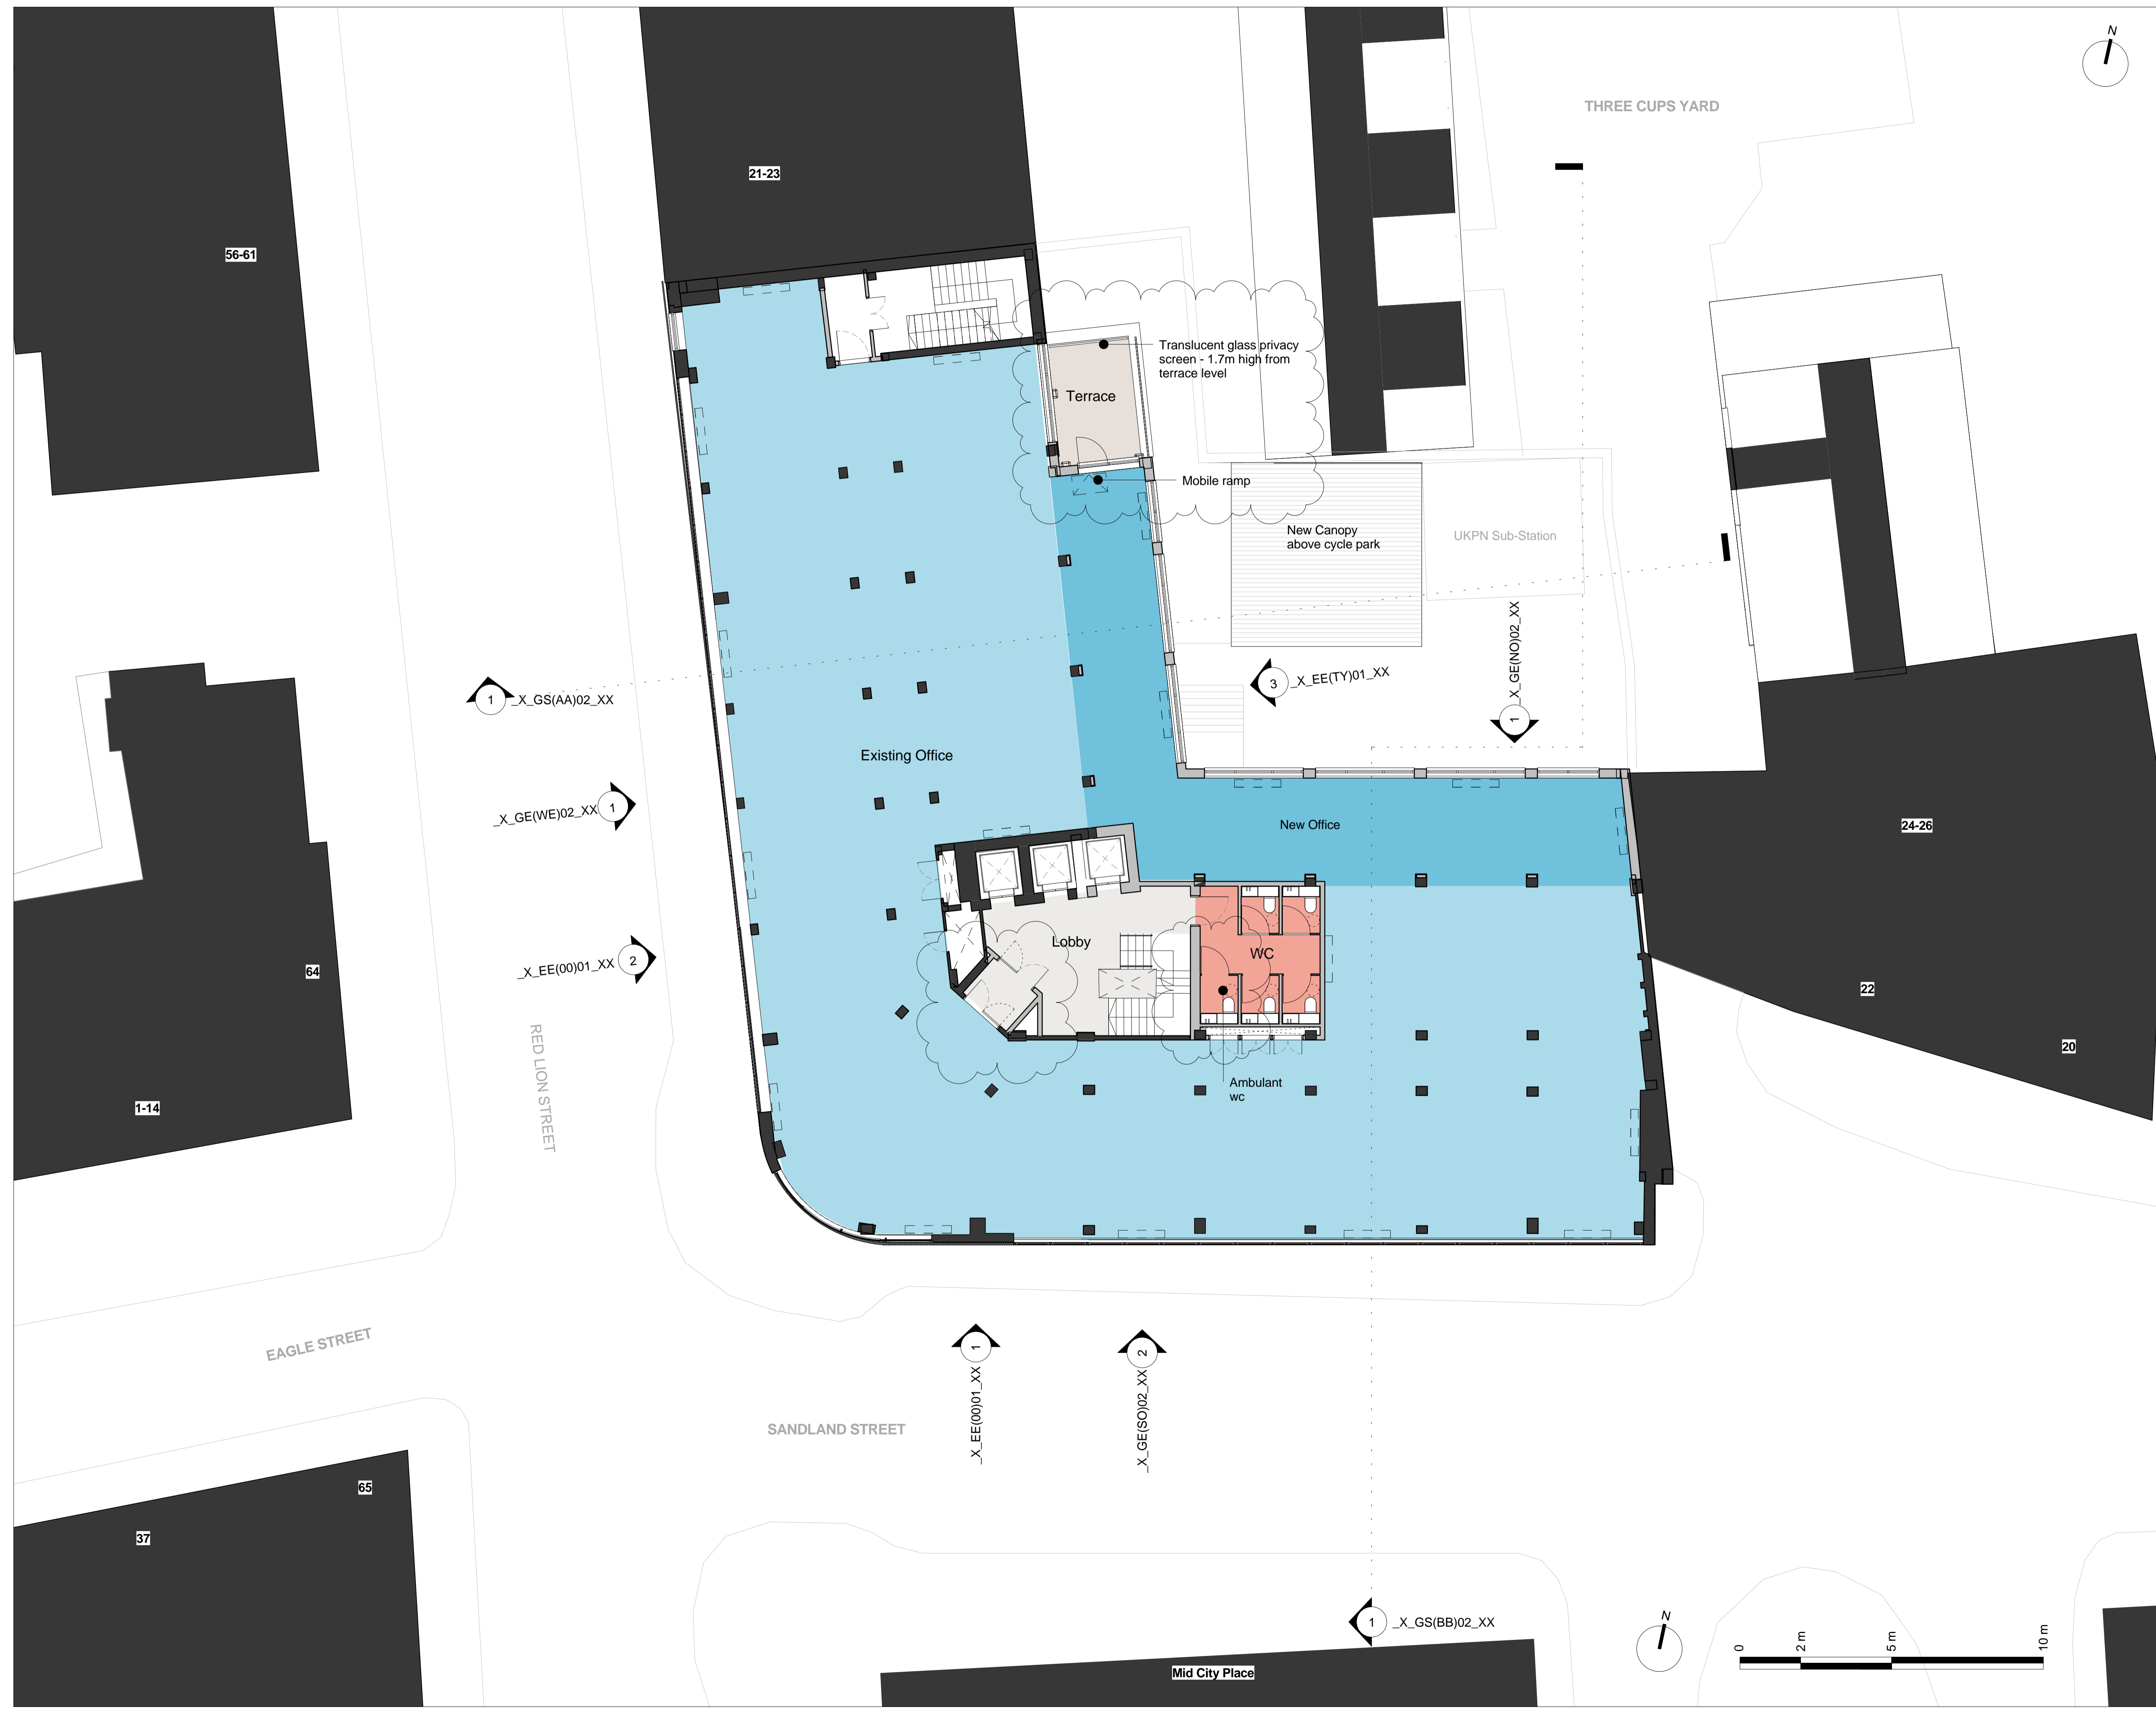 N
THREE CUPS YARD
21-23
56-61
Translucent glass privacy
screen - 1.7m high from
terrace level
Terrace
Mobile ramp
New Canopy
above cycle park
UKPN Sub-Station
1 _X_GS(AA)02_XX
3 _X_EE(TY)01_XX
1 _X_GE(NO)02_XX
Existing Office
_X_GE(WE)02_XX 1
New Office
24-26
Lobby
WC
_X_EE(00)01_XX 2
64
22
20
RED LION STREET
1-14
Ambulant
wc
EAGLE STREET
_X_EE(00)01_XX 1
_X_GE(SO)02_XX 2
SANDLAND STREET
65
37
1 _X_GS(BB)02_XX
Mid City Place
N
0 2 m 5 m 10 m